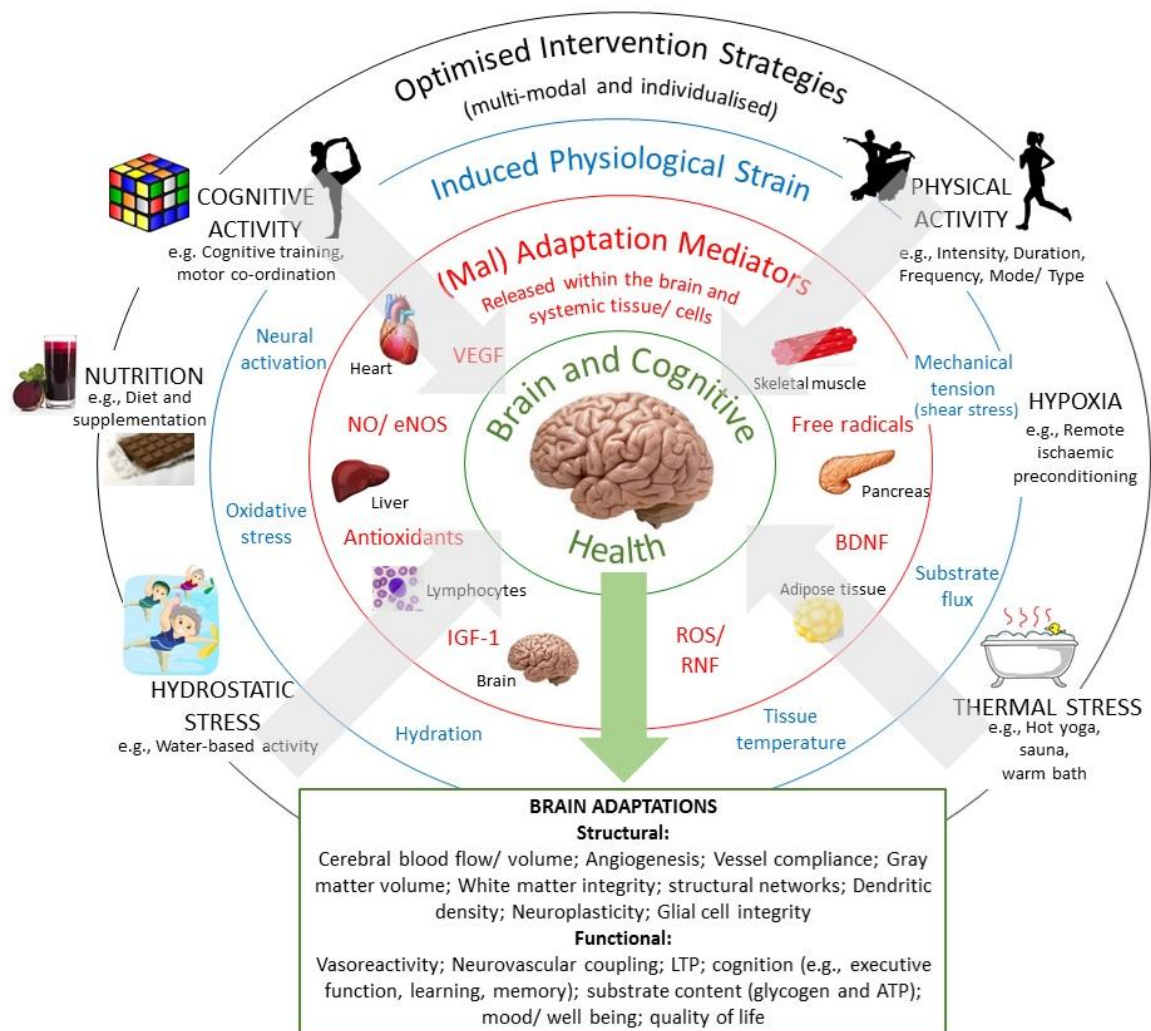 Optimised Intervention Strategies
(multi-modal and individualised)
Induced Physiological Strain
(Mal) Adaptation Mediators
Released within the brain and
systemic tissue/ cells
COGNITIVE
ACTIVITY
e.g. Cognitive training,
motor co-ordination
PHYSICAL
ACTIVITY
e.g., Intensity, Duration,
Frequency, Mode/ Type
NUTRITION
e.g., Diet and
supplementation
HYPOXIA
e.g., Remote
ischaemic
preconditioning
HYDROSTATIC
STRESS
e.g., Water-based activity
THERMAL STRESS
e.g., Hot yoga,
sauna,
warm bath
Neural
activation
Oxidative
stress
Hydration
Mechanical
tension
(shear stress)
Substrate
flux
Tissue
temperature
Heart
VEGF
NO/ eNOS
Liver
Antioxidants
Lymphocytes
IGF-1
Brain
Skeletal muscle
Free radicals
Pancreas
BDNF
Adipose tissue
ROS/
RNF
Brain and Cognitive
Health
BRAIN ADAPTATIONS
Structural:
Cerebral blood flow/ volume; Angiogenesis; Vessel compliance; Gray
matter volume; White matter integrity; structural networks; Dendritic
density; Neuroplasticity; Glial cell integrity
Functional:
Vasoreactivity; Neurovascular coupling; LTP; cognition (e.g., executive
function, learning, memory); substrate content (glycogen and ATP);
mood/ well being; quality of life